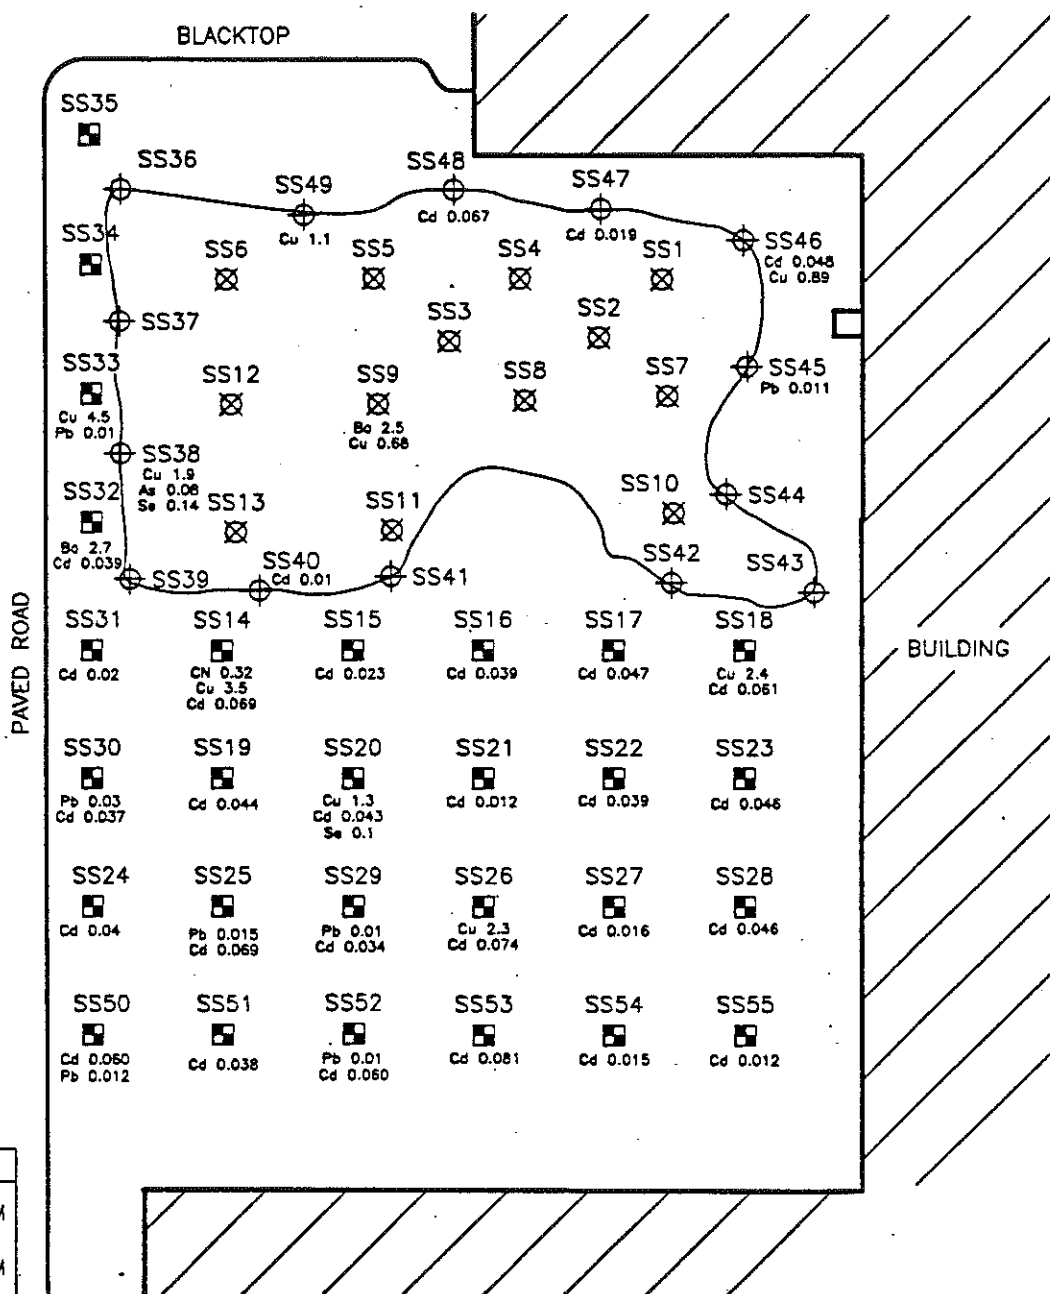 BLACKTOP
SS35
SS36
SS49
Cu 1.1
SS48
Cd 0.067
SS47
Cd 0.019
SS46
Cd 0.048
Cu 0.89
SS34
SS6
SS5
SS4
SS1
SS37
SS3
SS2
SS33
Cu 4.5
Pb 0.01
SS12
SS9
Ba 2.5
Cu 0.68
SS8
SS7
SS45
Pb 0.011
SS38
Cu 1.9
As 0.06
Se 0.14
SS32
Ba 2.7
Cd 0.039
SS13
SS11
SS10
SS44
SS39
SS40
Cd 0.01
SS41
SS42
SS43
PAVED ROAD
BUILDING
SS31
Cd 0.02
SS14
CN 0.32
Cu 3.5
Cd 0.069
SS15
Cd 0.023
SS16
Cd 0.039
SS17
Cd 0.047
SS18
Cu 2.4
Cd 0.061
SS30
Pb 0.03
Cd 0.037
SS19
Cd 0.044
SS20
Cu 1.3
Cd 0.043
Se 0.1
SS21
Cd 0.012
SS22
Cd 0.039
SS23
Cd 0.046
SS24
Cd 0.04
SS25
Pb 0.015
Cd 0.069
SS29
Pb 0.01
Cd 0.034
SS26
Cu 2.3
Cd 0.074
SS27
Cd 0.016
SS28
Cd 0.046
SS50
Cd 0.060
Pb 0.012
SS51
Cd 0.038
SS52
Pb 0.01
Cd 0.060
SS53
Cd 0.081
SS54
Cd 0.015
SS55
Cd 0.012